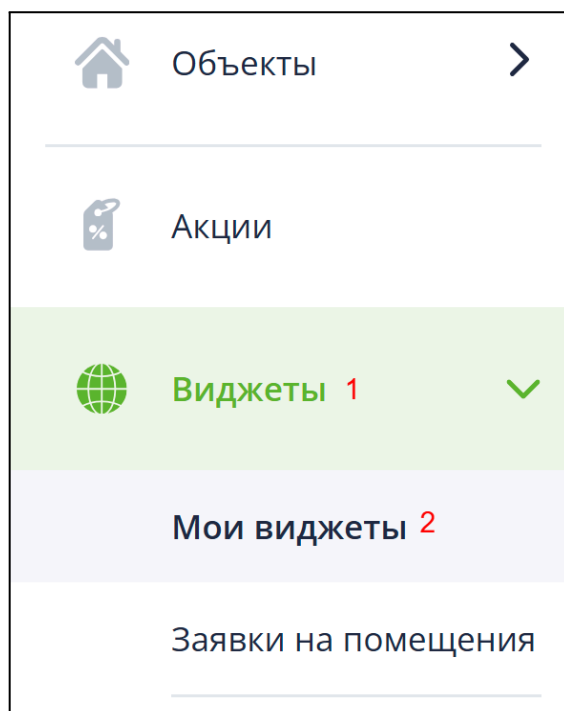 Объекты
Акции
%
Виджеты 1
Мои виджеты 2
Заявки на помещения